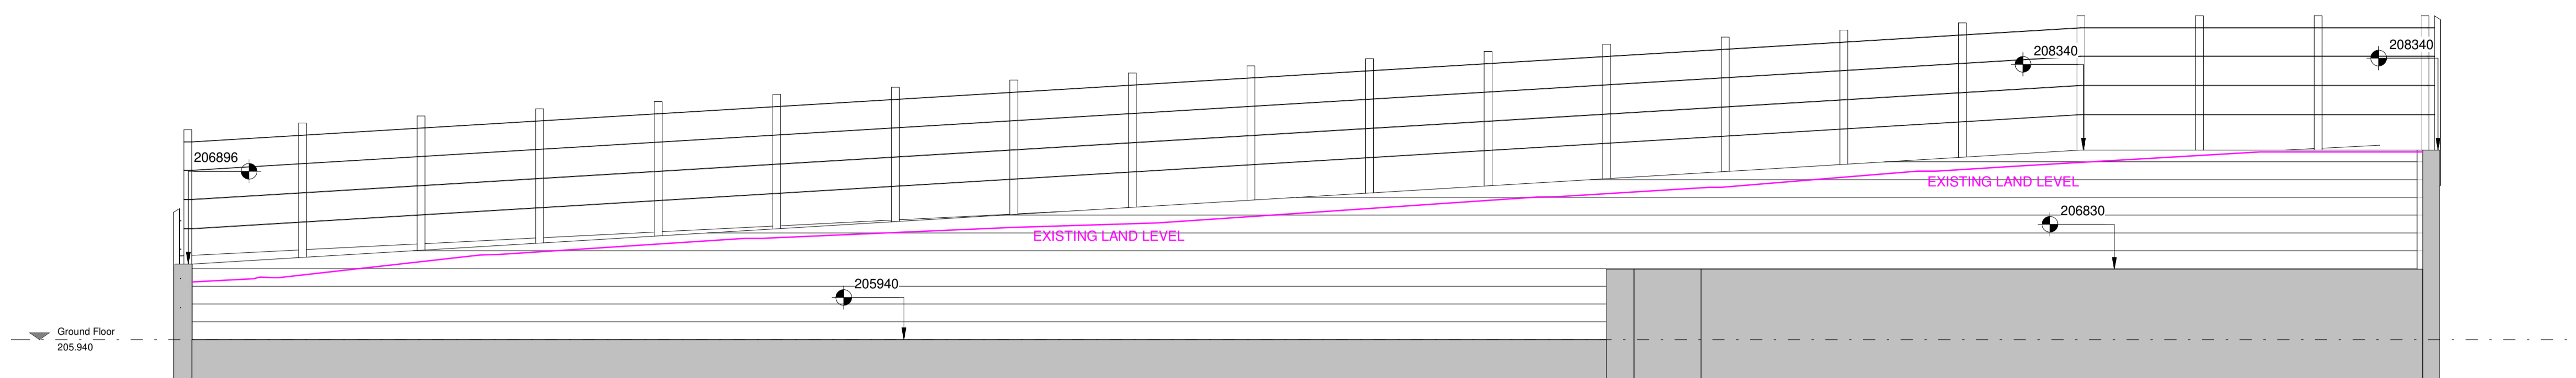 208340
208340
206896
EXISTING LAND LEVEL
206830
EXISTING LAND LEVEL
205940
Ground Floor
205.940